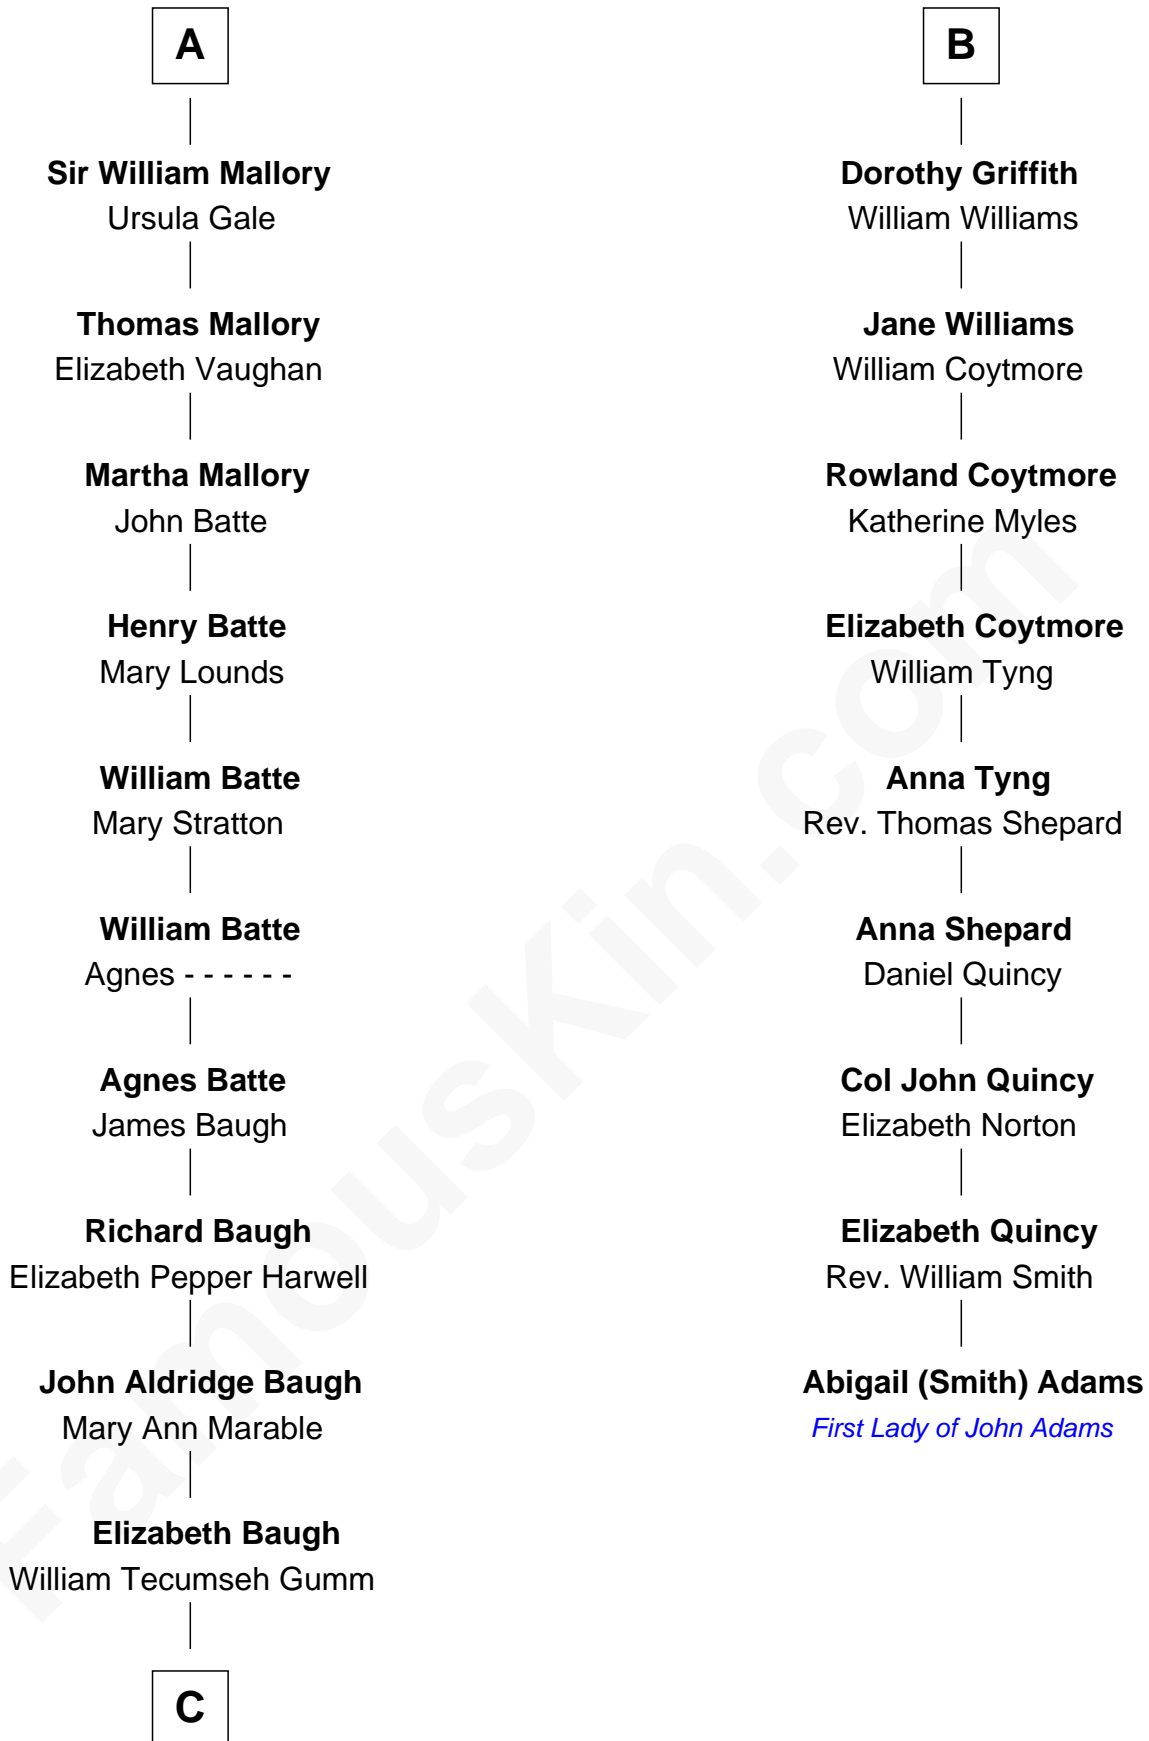 A
Sir William Mallory
Ursula Gale
Thomas Mallory
Elizabeth Vaughan
Martha Mallory
John Batte
Henry Batte
Mary Lounds
William Batte
Mary Stratton
William Batte
Agnes - - - - - -
Agnes Batte
James Baugh
Richard Baugh
Elizabeth Pepper Harwell
John Aldridge Baugh
Mary Ann Marable
Elizabeth Baugh
William Tecumseh Gumm
C
B
Dorothy Griffith
William Williams
Jane Williams
William Coytmore
Rowland Coytmore
Katherine Myles
Elizabeth Coytmore
William Tyng
Anna Tyng
Rev. Thomas Shepard
Anna Shepard
Daniel Quincy
Col John Quincy
Elizabeth Norton
Elizabeth Quincy
Rev. William Smith
Abigail (Smith) Adams
First Lady of John Adams
FamousKin.com